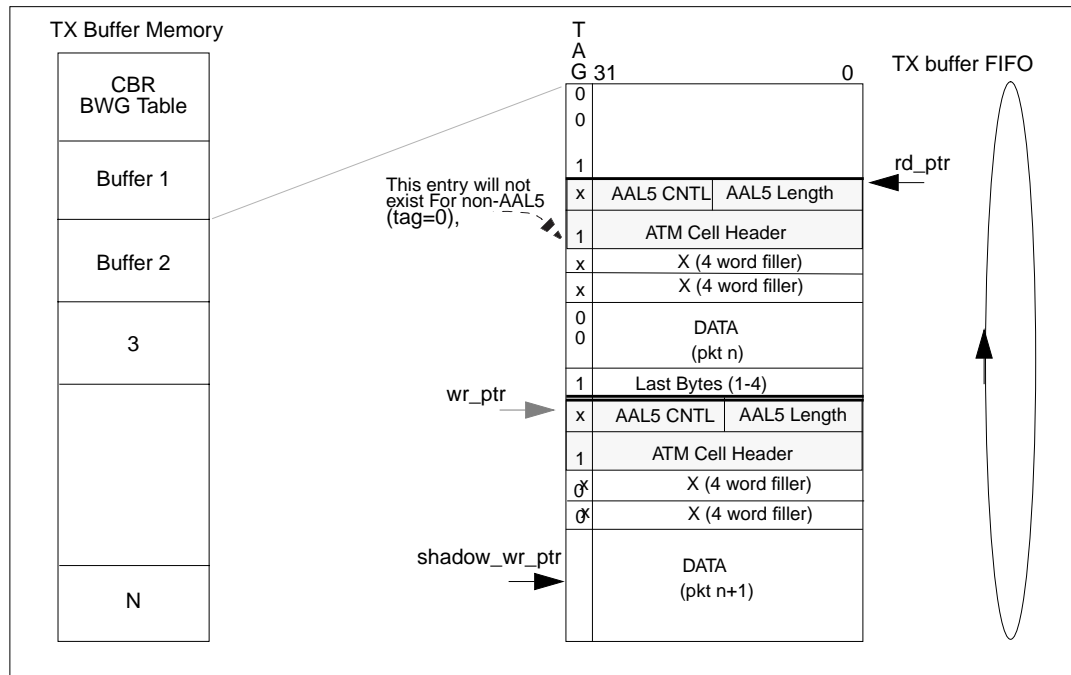 TX Buffer Memory
CBR
BWG Table
Buffer 1
Buffer 2
3
N
T
A
G 31 0
0
0
1
x AAL5 CNTL AAL5 Length
1 ATM Cell Header
x X (4 word filler)
x X (4 word filler)
0
0
DATA
(pkt n)
1 Last Bytes (1-4)
x AAL5 CNTL AAL5 Length
1 ATM Cell Header
0x X (4 word filler)
0x X (4 word filler)
DATA
(pkt n+1)
This entry will not
exist For non-AAL5
(tag=0),
wr_ptr
shadow_wr_ptr
TX buffer FIFO
rd_ptr